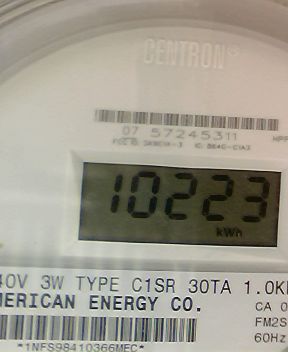 CENTRON®
07 57245311
10223
kWh
40V 3W TYPE C1SR 30TA 1.0K
MERICAN ENERGY CO.
CA 0
FM2S
60Hz
*1NFS98410366MEC*